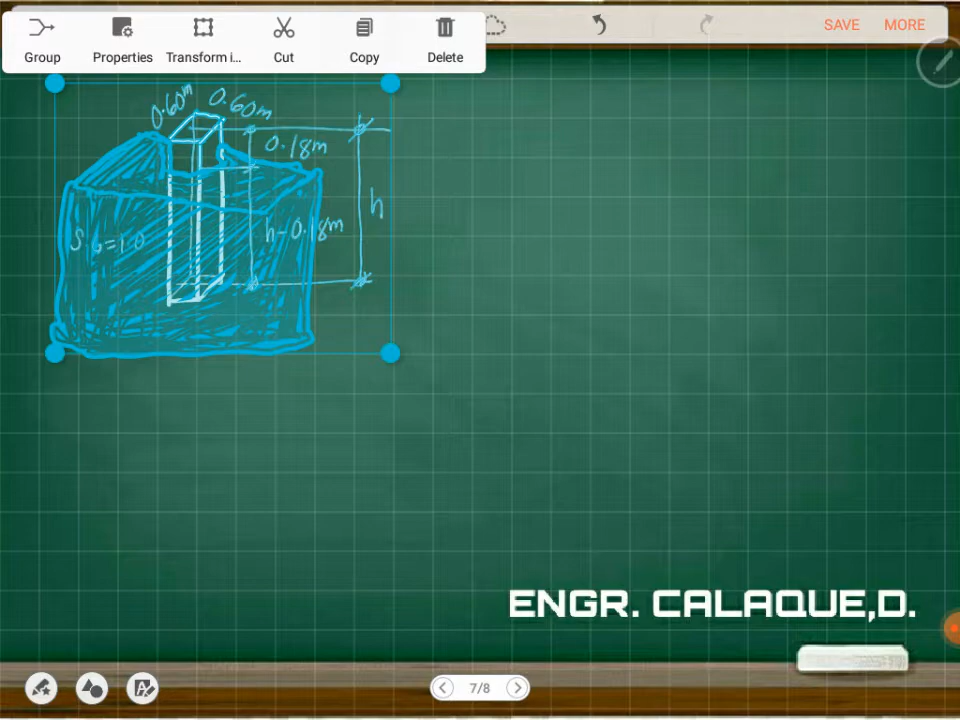 SAVE MORE
Group Properties Transform i... Cut Copy Delete
0.60m 0.60m
0.18m
h
h-0.18m
S.G=1.0
ENGR. CALAQUE,D.
7/8